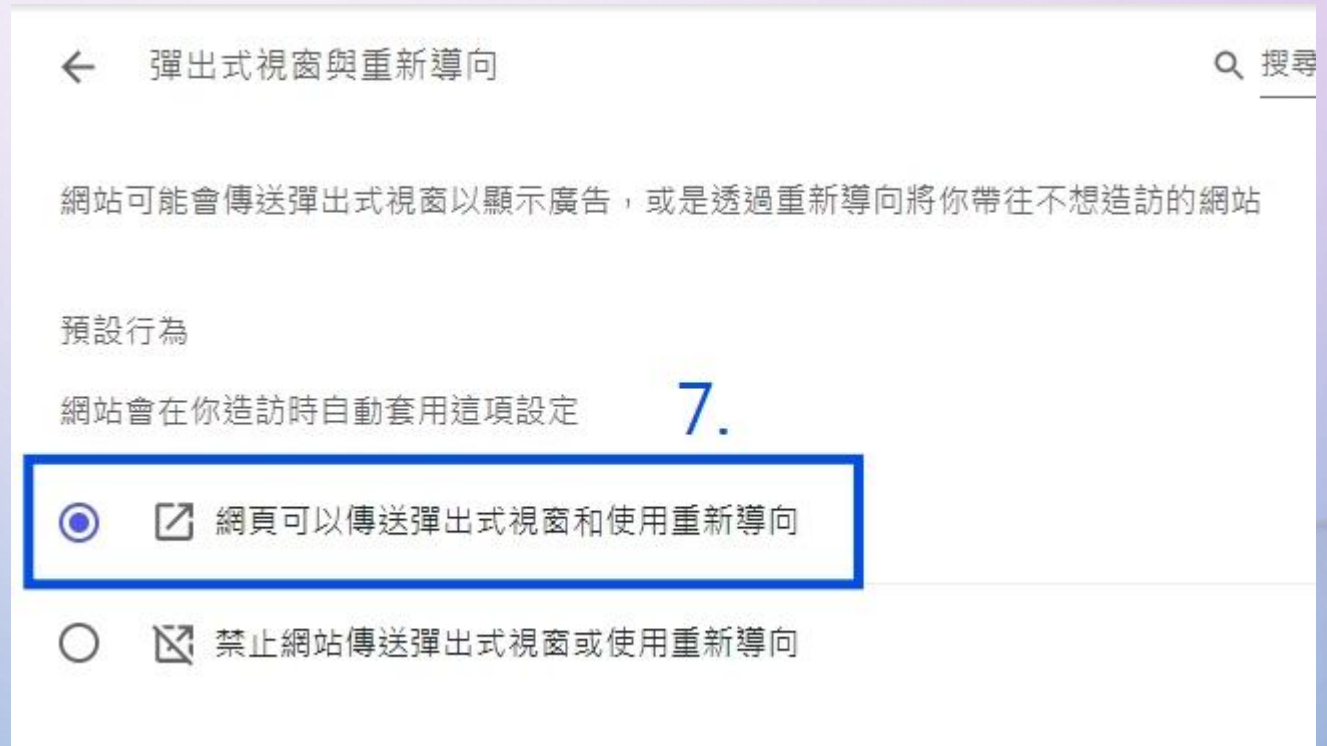 彈出式視窗與重新導向
搜尋
網站可能會傳送彈出式視窗以顯示廣告，或是透過重新導向將你帶往不想造訪的網站
預設行為
網站會在你造訪時自動套用這項設定
7.
網頁可以傳送彈出式視窗和使用重新導向
禁止網站傳送彈出式視窗或使用重新導向